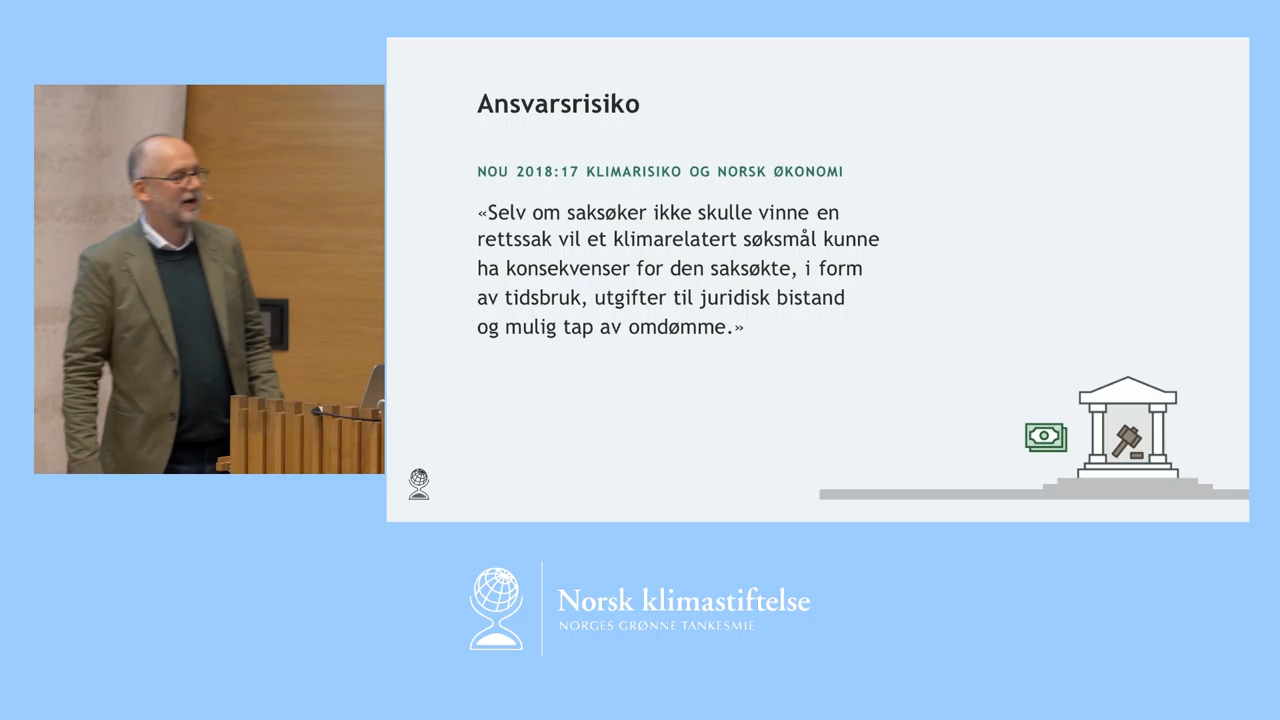 Ansvarsrisiko
NOU 2018:17 KLIMARISIKO OG NORSK ØKONOMI
«Selv om saksøker ikke skulle vinne en
rettssak vil et klimarelatert søksmål kunne
ha konsekvenser for den saksøkte, i form
av tidsbruk, utgifter til juridisk bistand
og mulig tap av omdømme.»
Norsk klimastiftelse
NORGES GRØNNE TANKESMIE